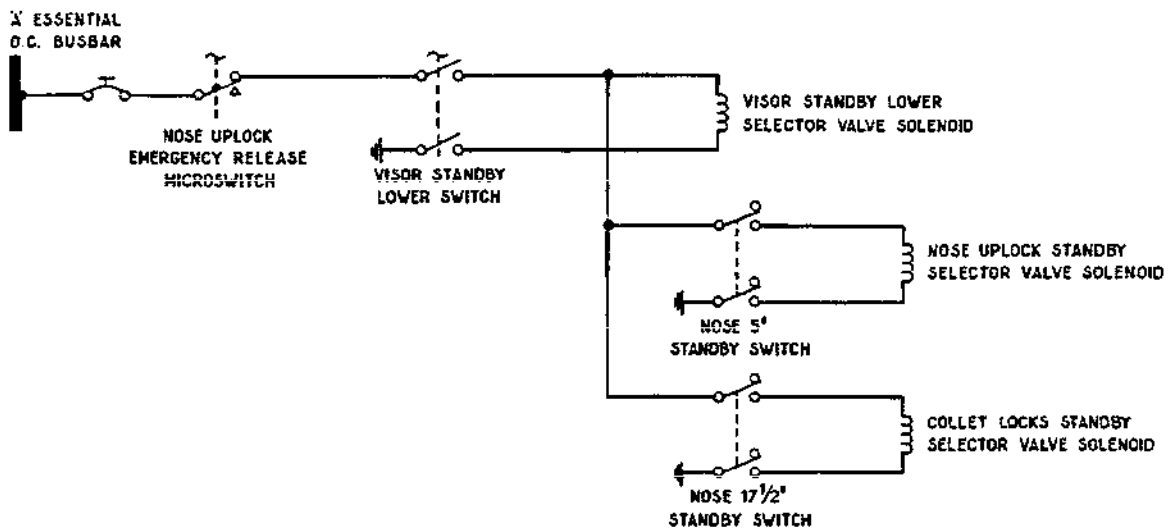 'A' ESSENTIAL
D.C. BUSBAR
NOSE UPLOCK
EMERGENCY RELEASE
MICROSWITCH
VISOR STANDBY
LOWER SWITCH
VISOR STANDBY LOWER
SELECTOR VALVE SOLENOID
NOSE UPLOCK STANDBY
SELECTOR VALVE SOLENOID
NOSE 5°
STANDBY SWITCH
COLLET LOCKS STANDBY
SELECTOR VALVE SOLENOID
NOSE 17½°
STANDBY SWITCH